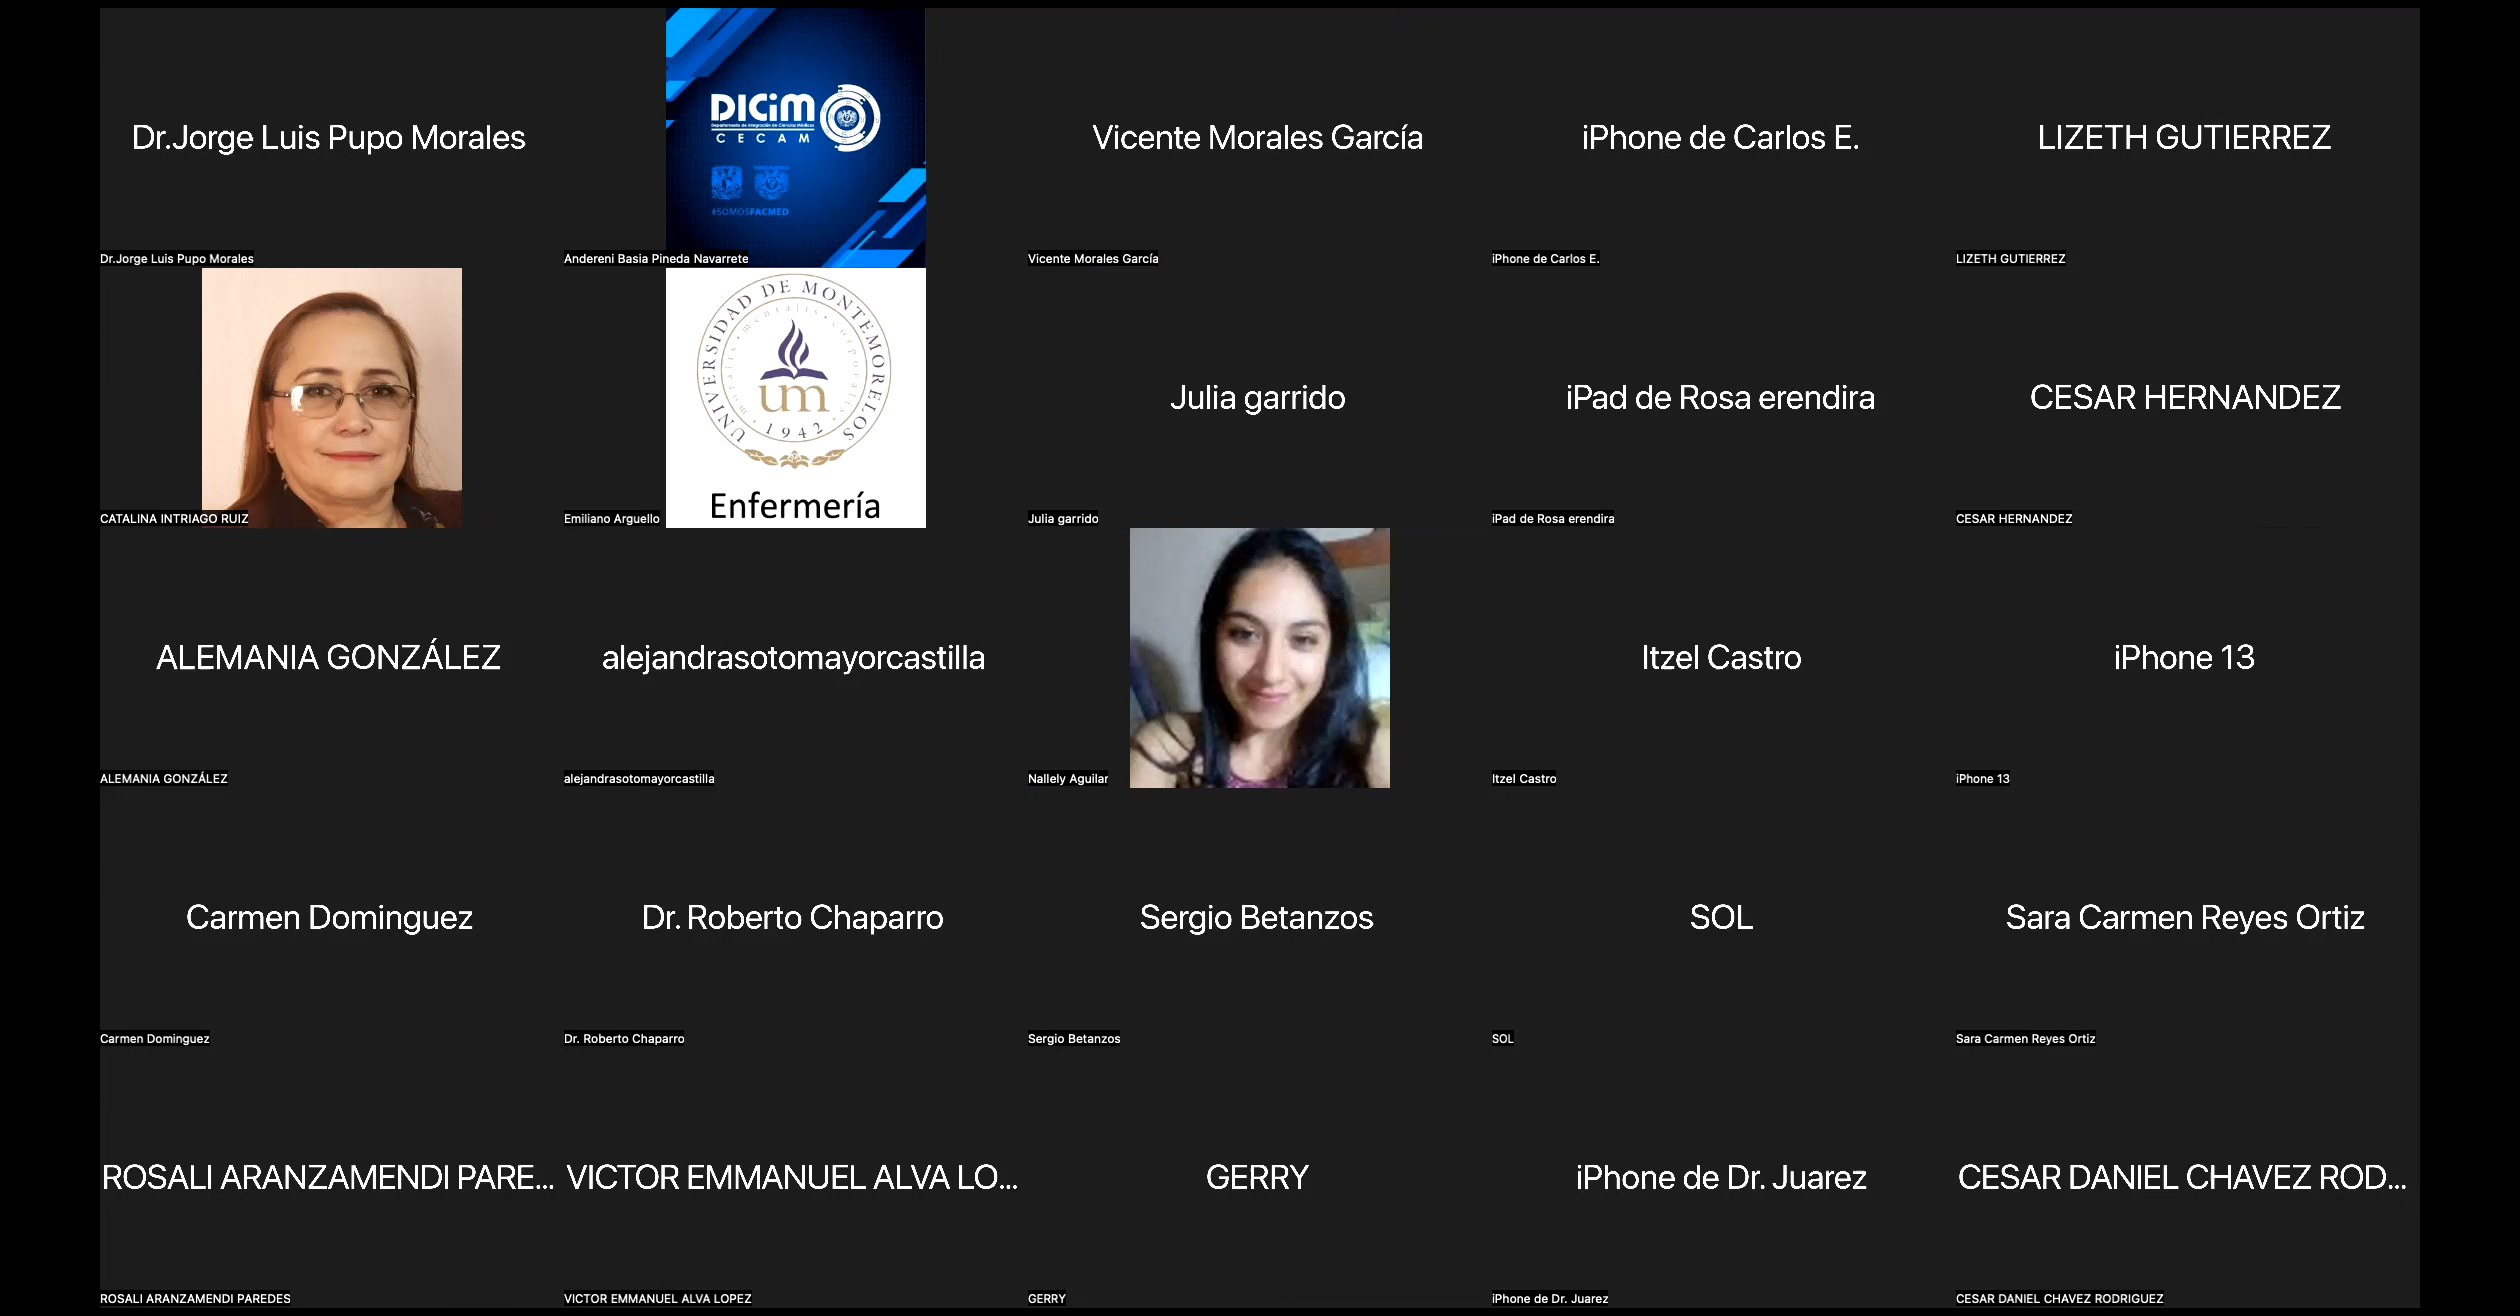 Dr.Jorge Luis Pupo Morales
DICiM
Departamento de Integración de Ciencias Médicas
CECAM
#SOMOSFACMED
Vicente Morales García
iPhone de Carlos E.
LIZETH GUTIERREZ
Dr.Jorge Luis Pupo Morales
Andereni Basia Pineda Navarrete
Vicente Morales García
iPhone de Carlos E.
LIZETH GUTIERREZ
UNIVERSIDAD DE MONTEMORELOS
um
1942
Enfermería
Julia garrido
iPad de Rosa erendira
CESAR HERNANDEZ
CATALINA INTRIAGO RUIZ
Emiliano Arguello
Julia garrido
iPad de Rosa erendira
CESAR HERNANDEZ
ALEMANIA GONZÁLEZ
alejandrasotomayorcastilla
Itzel Castro
iPhone 13
ALEMANIA GONZÁLEZ
alejandrasotomayorcastilla
Nallely Aguilar
Itzel Castro
iPhone 13
Carmen Dominguez
Dr. Roberto Chaparro
Sergio Betanzos
SOL
Sara Carmen Reyes Ortiz
Carmen Dominguez
Dr. Roberto Chaparro
Sergio Betanzos
SOL
Sara Carmen Reyes Ortiz
ROSALI ARANZAMENDI PARE...
VICTOR EMMANUEL ALVA LO...
GERRY
iPhone de Dr. Juarez
CESAR DANIEL CHAVEZ ROD...
ROSALI ARANZAMENDI PAREDES
VICTOR EMMANUEL ALVA LOPEZ
GERRY
iPhone de Dr. Juarez
CESAR DANIEL CHAVEZ RODRIGUEZ